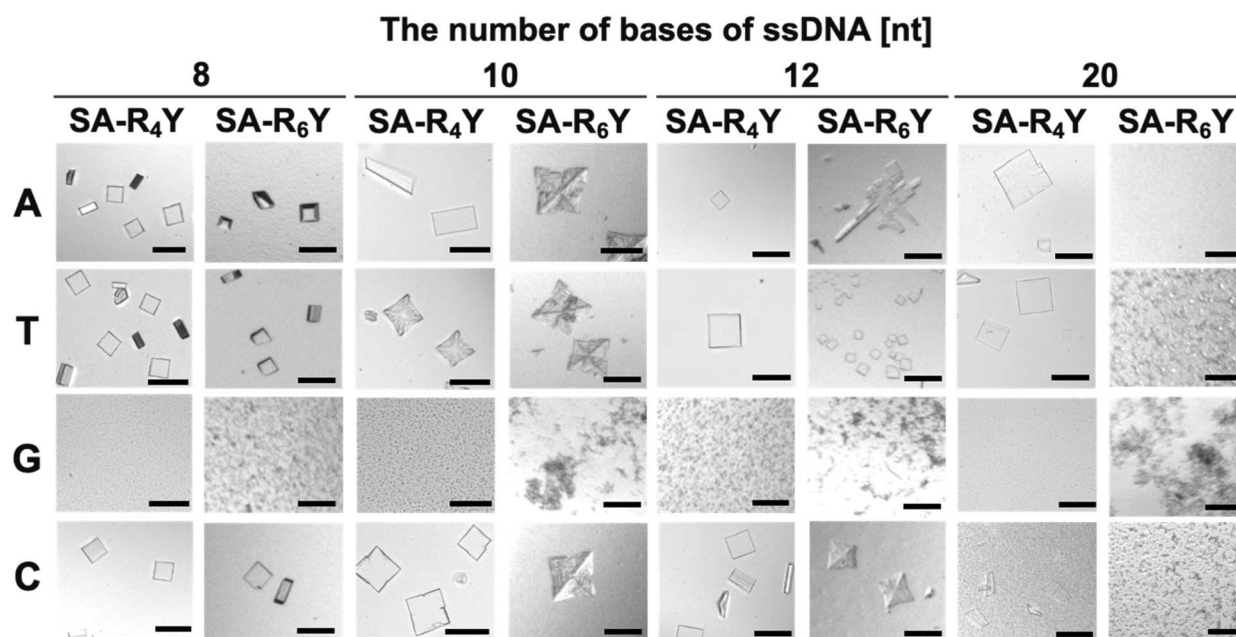 The number of bases of ssDNA [nt]
8 10 12 20
SA-R₄Y SA-R₆Y SA-R₄Y SA-R₆Y SA-R₄Y SA-R₆Y SA-R₄Y SA-R₆Y
A
T
G
C